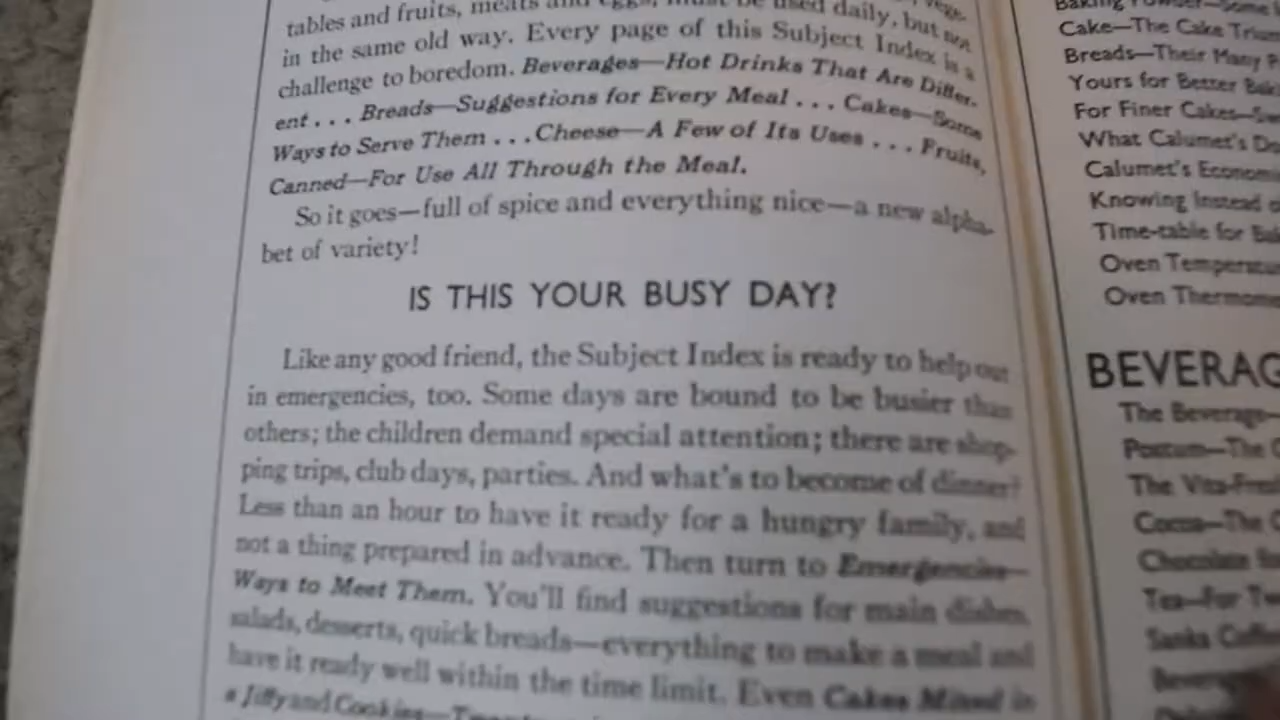 tables and fruits, meats and eggs, must be used daily, but not
in the same old way. Every page of this Subject Index is a
challenge to boredom. Beverages—Hot Drinks That Are Differ-
ent . . . Breads—Suggestions for Every Meal . . . Cakes—Some
Ways to Serve Them . . . Cheese—A Few of Its Uses . . . Fruits,
Canned—For Use All Through the Meal.
So it goes—full of spice and everything nice—a new alpha-
bet of variety!
IS THIS YOUR BUSY DAY?
Like any good friend, the Subject Index is ready to help out
in emergencies, too. Some days are bound to be busier than
others; the children demand special attention; there are shop-
ping trips, club days, parties. And what's to become of dinner?
Less than an hour to have it ready for a hungry family, and
not a thing prepared in advance. Then turn to Emergencies—
Ways to Meet Them. You'll find suggestions for main dishes,
salads, desserts, quick breads—everything to make a meal and
have it ready well within the time limit. Even Cakes Mixed in
a Jiffy and Cookies—
Baking Powder—Some
Cake—The Cake
Breads—Their Many
Yours for Better
For Finer Cakes—
What Calumet's
Calumet's
Knowing Instead
Time-table for
Oven
Oven
BEVERAG
The Beverage—
Postum—The
The
Cocoa—The
Chocolate
Tea—For
Sanka